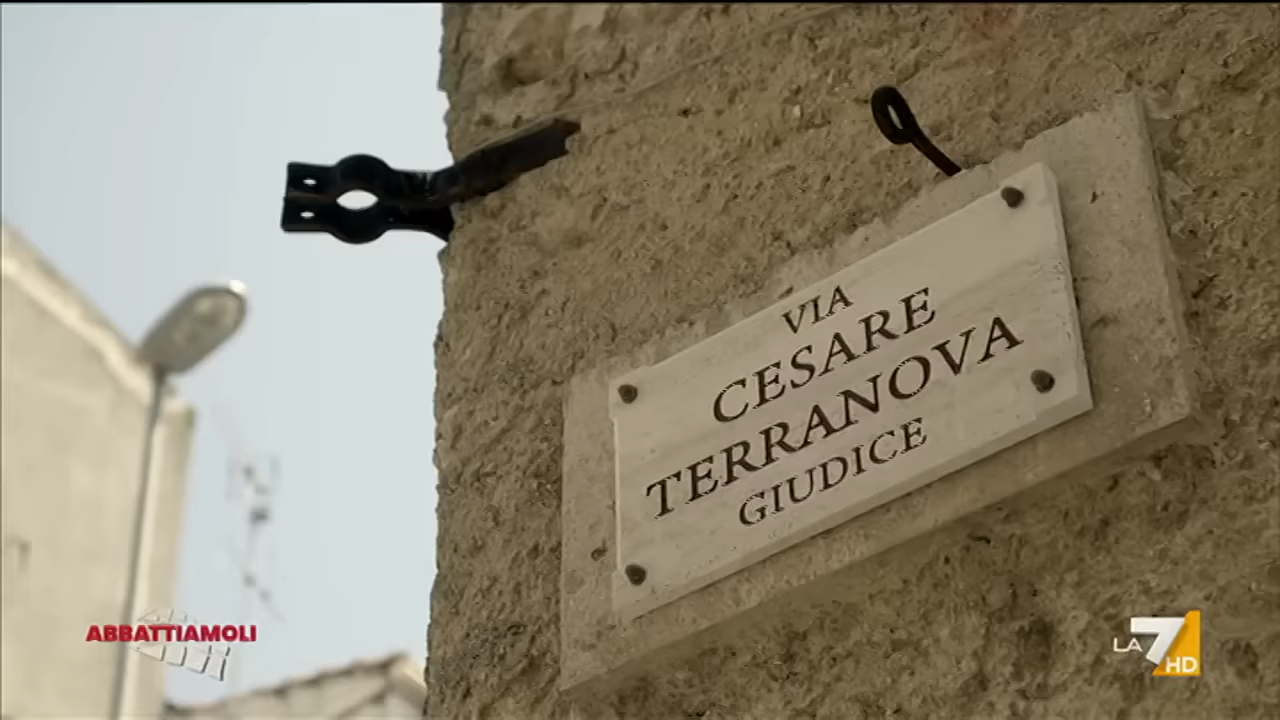 VIA
CESARE
TERRANOVA
GIUDICE
ABBATTIAMOLI
LA7
HD